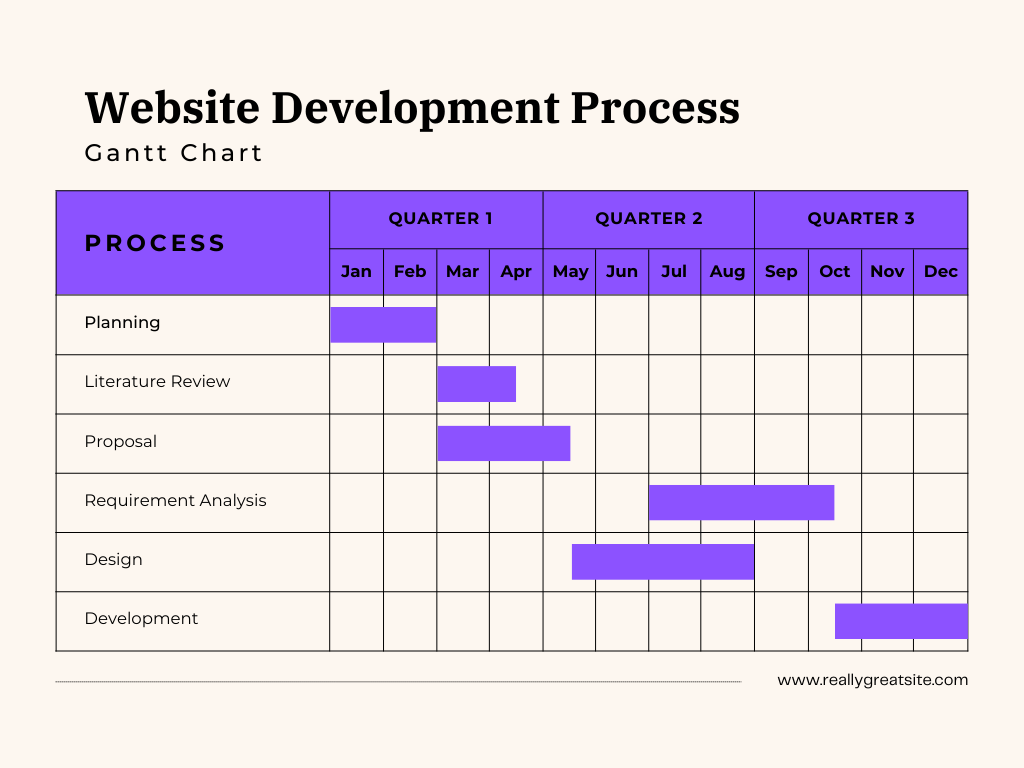 Website Development Process
Gantt Chart
PROCESS
QUARTER 1 QUARTER 2 QUARTER 3
Jan Feb Mar Apr May Jun Jul Aug Sep Oct Nov Dec
Planning
Literature Review
Proposal
Requirement Analysis
Design
Development
www.reallygreatsite.com